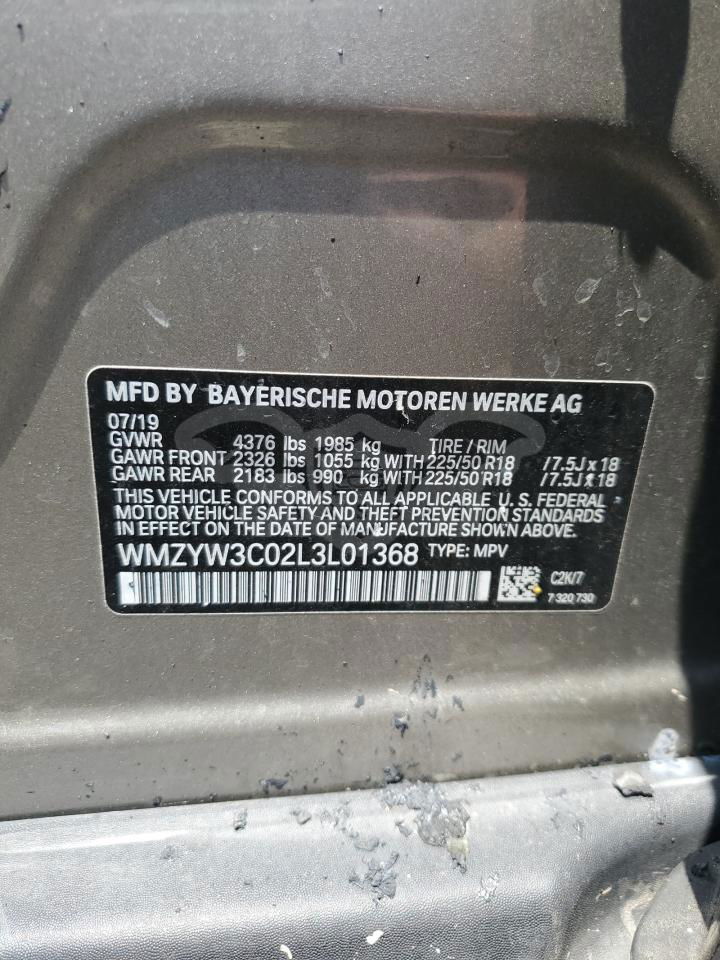 MFD BY BAYERISCHE MOTOREN WERKE AG
07/19
GVWR 4376 lbs 1985 kg TIRE / RIM
GAWR FRONT 2326 lbs 1055 kg WITH 225/50 R18 /7.5J x 18
GAWR REAR 2183 lbs 990 kg WITH 225/50 R18 /7.5J x 18
THIS VEHICLE CONFORMS TO ALL APPLICABLE U. S. FEDERAL
MOTOR VEHICLE SAFETY AND THEFT PREVENTION STANDARDS
IN EFFECT ON THE DATE OF MANUFACTURE SHOWN ABOVE.
WMZYW3C02L3L01368 TYPE: MPV
C2K/7
7 320 730